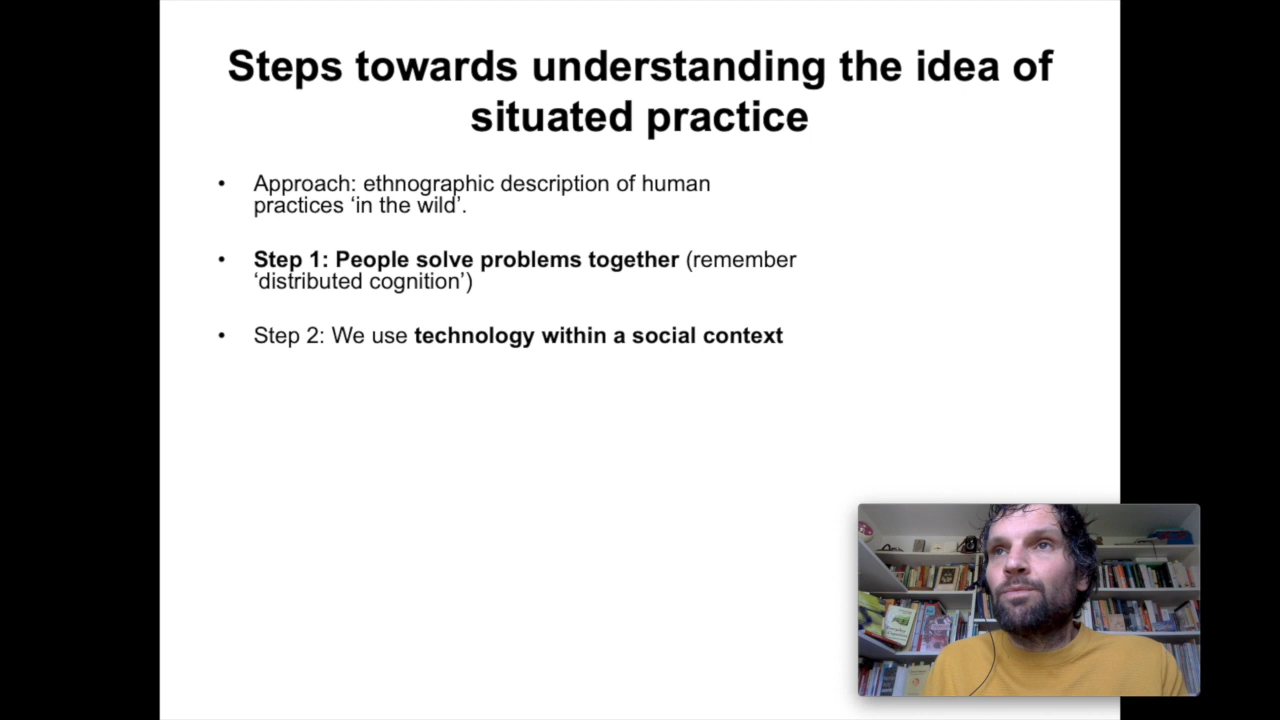 Steps towards understanding the idea of
situated practice
• Approach: ethnographic description of human
practices ‘in the wild’.
• Step 1: People solve problems together (remember
‘distributed cognition’)
• Step 2: We use technology within a social context